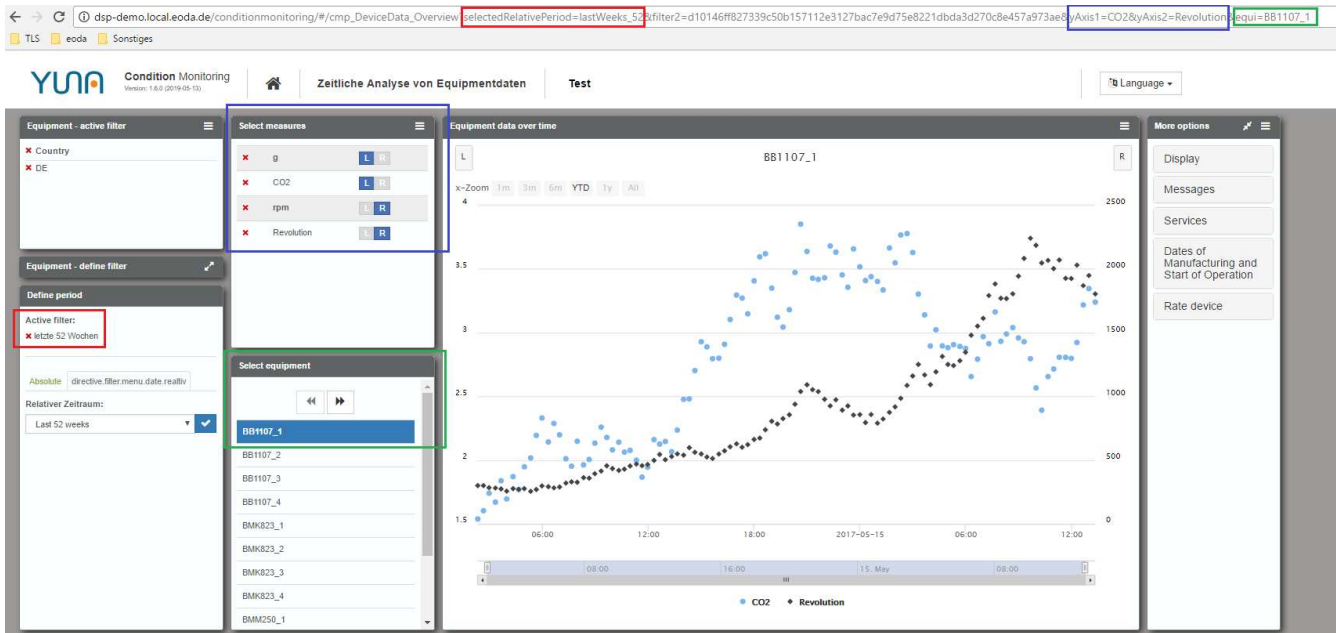 dsp-demo.local.eoda.de/conditionmonitoring/#/cmp_DeviceData_Overview?selectedRelativePeriod=lastWeeks_52&filter2=d10146ff827339c50b157112e3127bac7e9d75e8221dbda3d270c8e457a973ae&yAxis1=CO2&yAxis2=Revolution&equi=BB1107_1
TLS eoda Sonstiges
YUNA
Condition Monitoring
Version: 1.6.0 (2019-05-13)
Zeitliche Analyse von Equipmentdaten
Test
Language
Equipment - active filter
Country
DE
Equipment - define filter
Define period
Active filter:
letzte 52 Wochen
Absolute directive.filter.menu.date.realtiv
Relativer Zeitraum:
Last 52 weeks
Select measures
g L R
CO2 L R
rpm L R
Revolution L R
Select equipment
BB1107_1
BB1107_2
BB1107_3
BB1107_4
BMK823_1
BMK823_2
BMK823_3
BMK823_4
BMM250_1
Equipment data over time
L BB1107_1 R
x-Zoom 1m 3m 6m YTD 1y All
4 2500
3.5 2000
3 1500
2.5 1000
2 500
1.5 0
06:00 12:00 18:00 2017-05-15 06:00 12:00
08:00 16:00 15. May 08:00
CO2 Revolution
More options
Display
Messages
Services
Dates of
Manufacturing and
Start of Operation
Rate device